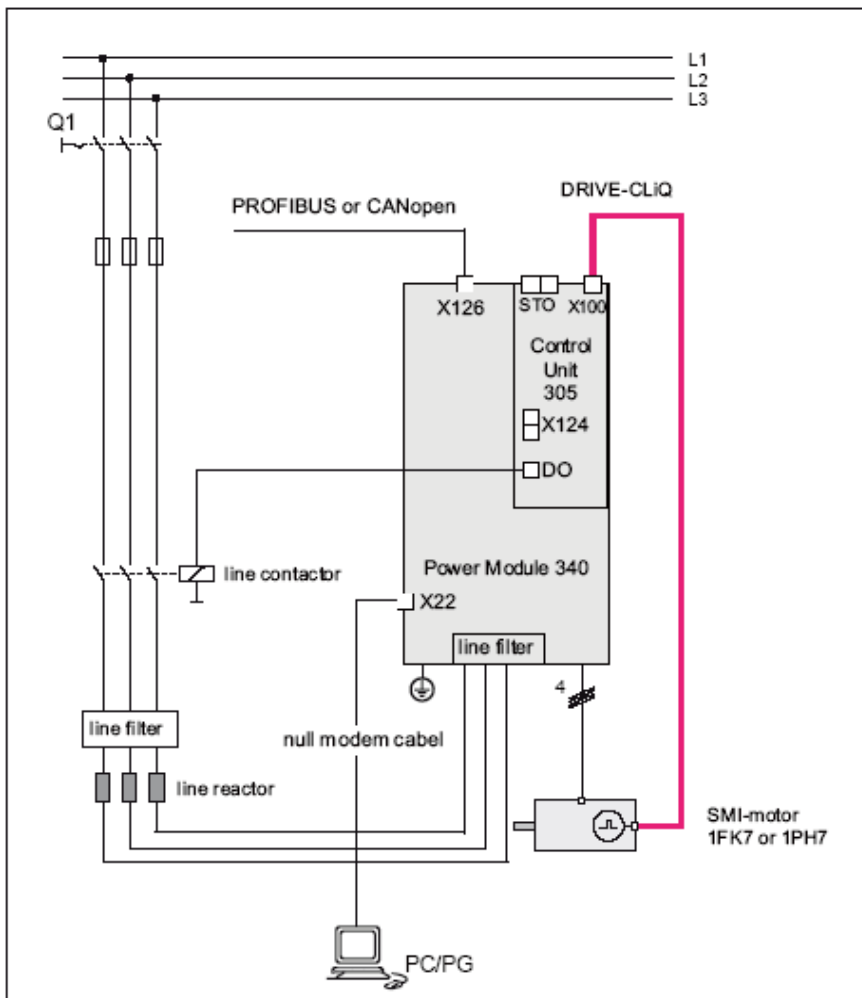 L1
L2
L3
Q1
DRIVE-CLiQ
PROFIBUS or CANopen
X126
STO
X100
Control
Unit
305
X124
DO
line contactor
Power Module 340
X22
line filter
4
line filter
null modem cabel
line reactor
SMI-motor
1FK7 or 1PH7
PC/PG